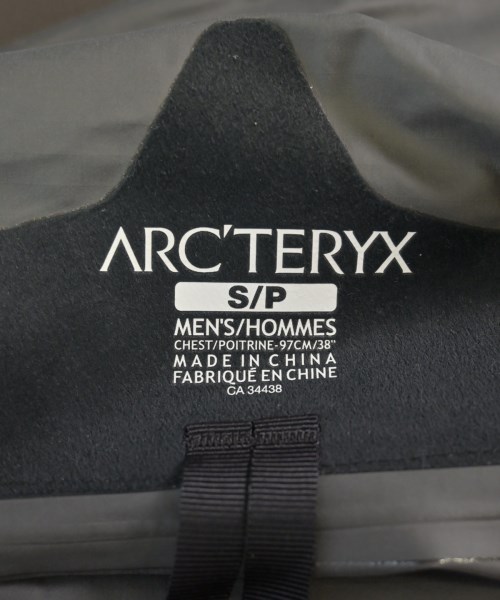 ARC'TERYX
S/P
MEN'S/HOMMES
CHEST/POITRINE-97CM/38"
MADE IN CHINA
FABRIQUÉ EN CHINE
CA 34438